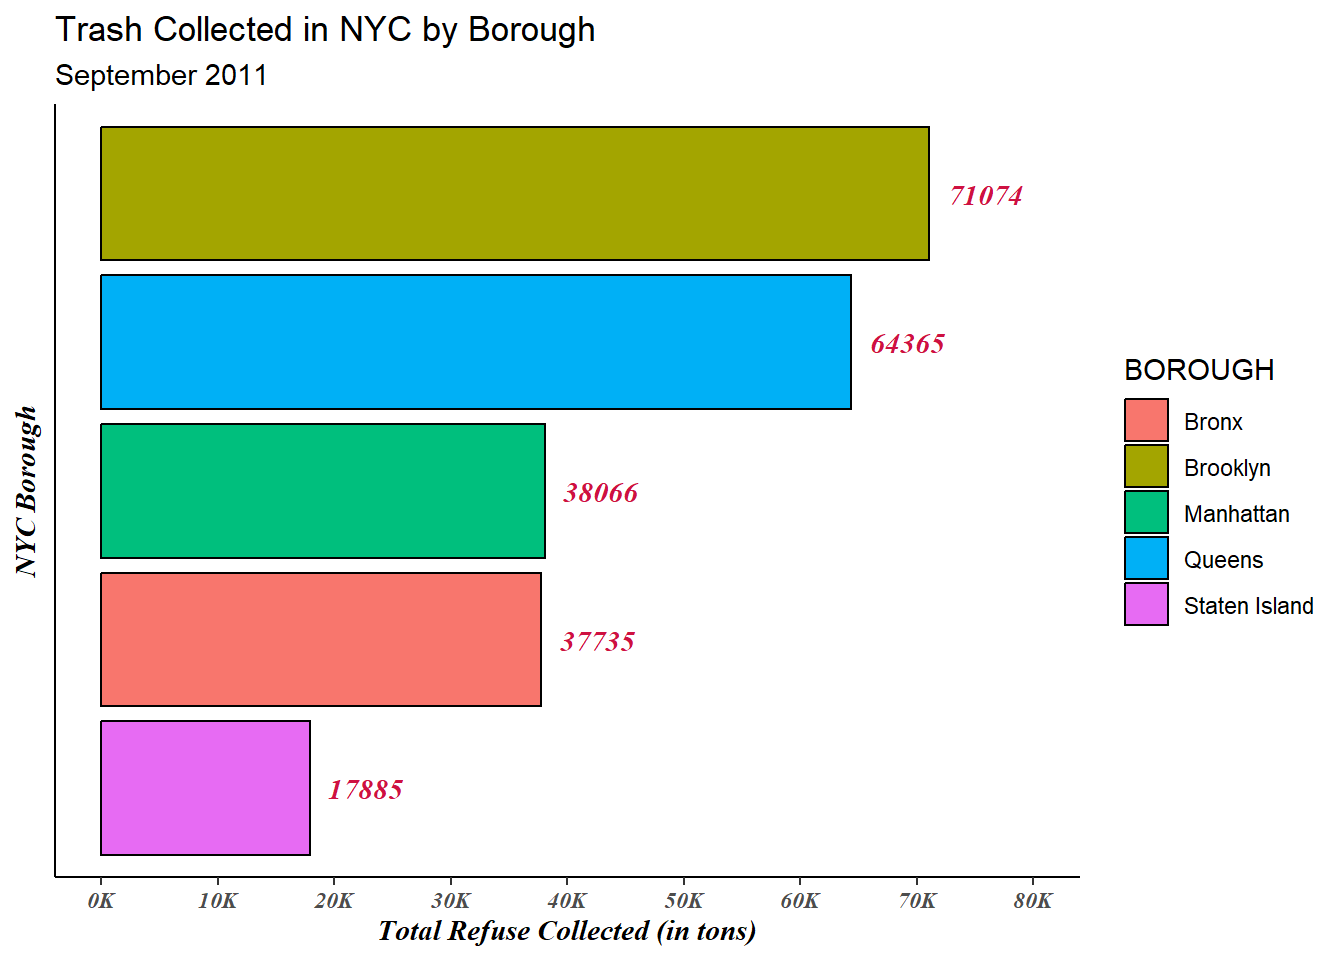 Trash Collected in NYC by Borough
September 2011
NYC Borough
71074
64365
38066
37735
17885
0K 10K 20K 30K 40K 50K 60K 70K 80K
Total Refuse Collected (in tons)
BOROUGH
Bronx
Brooklyn
Manhattan
Queens
Staten Island